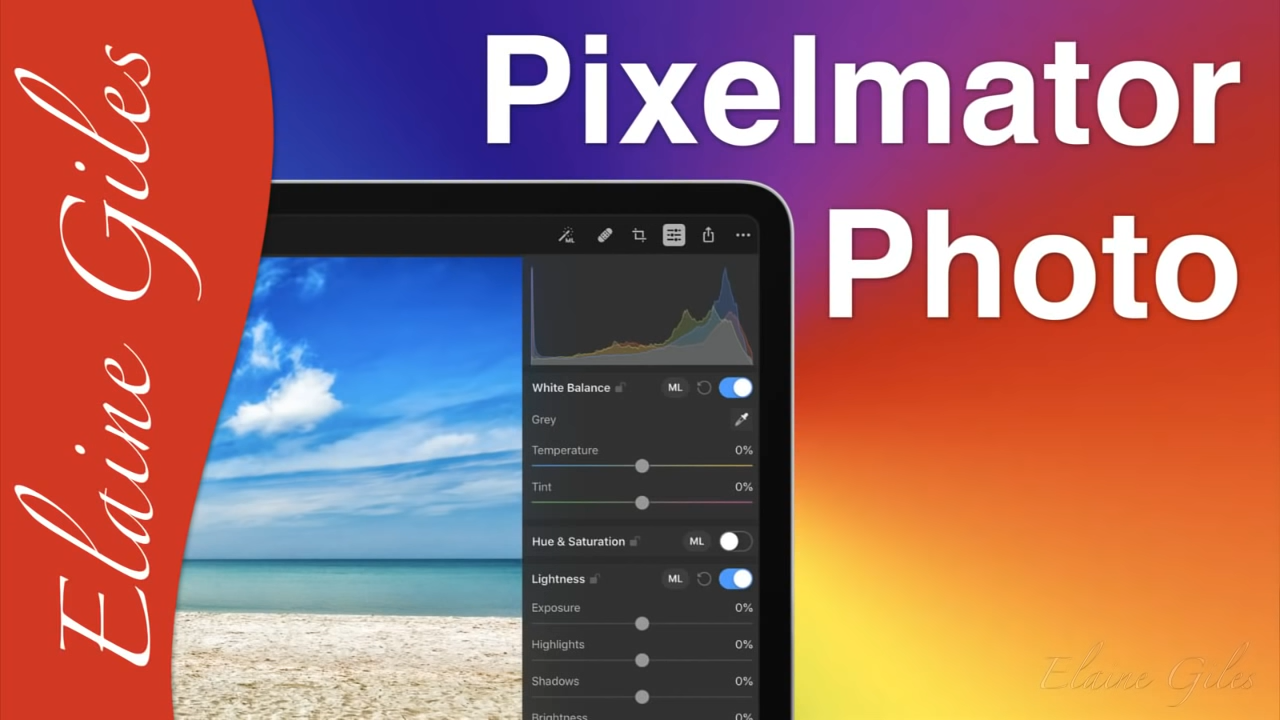 Elaine Giles
Pixelmator
Photo
ML
White Balance ML
Grey
Temperature 0%
Tint 0%
Hue & Saturation ML
Lightness ML
Exposure 0%
Highlights 0%
Shadows 0%
Brightness 0%
Elaine Giles